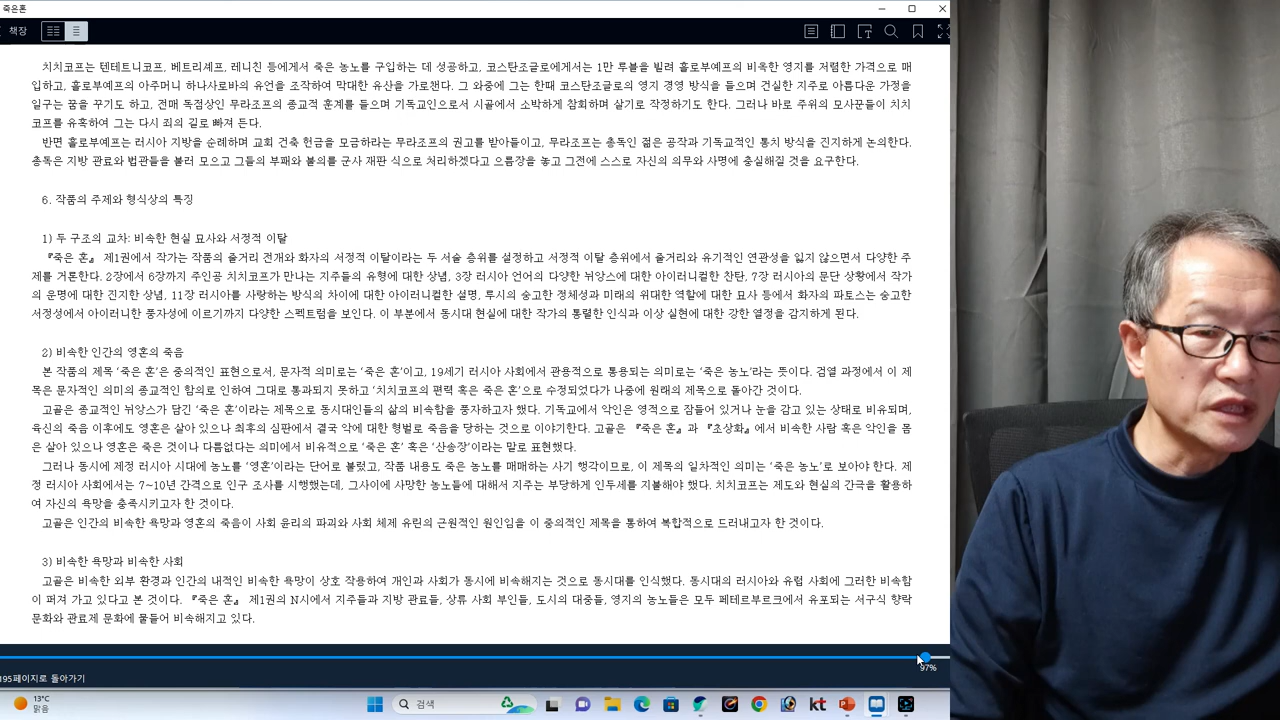 죽은혼
책장
치치코프는 텐테트니코프, 베트리셰프, 레니친 등에게서 죽은 농노를 구입하는 데 성공하고, 코스탄조글로에게서는 1만 루블을 빌려 흘로부예프의 비옥한 영지를 저렴한 가격으로 매
입하고, 흘로부예프의 아주머니 하나사로바의 유언을 조작하여 막대한 유산을 가로챈다. 그 와중에 그는 한때 코스탄조글로의 영지 경영 방식을 들으며 건실한 지주로 아름다운 가정을
일구는 꿈을 꾸기도 하고, 전매 독점상인 무라조프의 종교적 훈계를 들으며 기독교인으로서 시골에서 소박하게 참회하며 살기로 작정하기도 한다. 그러나 바로 주위의 모사꾼들이 치치
코프를 유혹하여 그는 다시 죄의 길로 빠져 든다.
반면 흘로부예프는 러시아 지방을 순례하며 교회 건축 헌금을 모금하라는 무라조프의 권고를 받아들이고, 무라조프는 총독인 젊은 공작과 기독교적인 통치 방식을 진지하게 논의한다.
총독은 지방 관료와 법관들을 불러 모으고 그들의 부패와 불의를 군사 재판 식으로 처리하겠다고 으름장을 놓고 그전에 스스로 자신의 의무와 사명에 충실해질 것을 요구한다.
6. 작품의 주제와 형식상의 특징
1) 두 구조의 교차: 비속한 현실 묘사와 서정적 이탈
『죽은 혼』 제1권에서 작가는 작품의 줄거리 전개와 화자의 서정적 이탈이라는 두 서술 층위를 설정하고 서정적 이탈 층위에서 줄거리와 유기적인 연관성을 잃지 않으면서 다양한 주
제를 거론한다. 2장에서 6장까지 주인공 치치코프가 만나는 지주들의 유형에 대한 상념, 3장 러시아 언어의 다양한 뉘앙스에 대한 아이러니컬한 찬탄, 7장 러시아의 문단 상황에서 작가
의 운명에 대한 진지한 상념, 11장 러시아를 사랑하는 방식의 차이에 대한 아이러니컬한 설명, 루시의 숭고한 정체성과 미래의 위대한 역할에 대한 묘사 등에서 화자의 파토스는 숭고한
서정성에서 아이러니한 풍자성에 이르기까지 다양한 스펙트럼을 보인다. 이 부분에서 동시대 현실에 대한 작가의 통렬한 인식과 이상 실현에 대한 강한 열정을 감지하게 된다.
2) 비속한 인간의 영혼의 죽음
본 작품의 제목 '죽은 혼'은 중의적인 표현으로서, 문자적 의미로는 '죽은 혼'이고, 19세기 러시아 사회에서 관용적으로 통용되는 의미로는 '죽은 농노'라는 뜻이다. 검열 과정에서 이 제
목은 문자적인 의미의 종교적인 함의로 인하여 그대로 통과되지 못하고 '치치코프의 편력 혹은 죽은 혼'으로 수정되었다가 나중에 원래의 제목으로 돌아간 것이다.
고골은 종교적인 뉘앙스가 담긴 '죽은 혼'이라는 제목으로 동시대인들의 삶의 비속함을 풍자하고자 했다. 기독교에서 악인은 영적으로 잠들어 있거나 눈을 감고 있는 상태로 비유되며,
육신의 죽음 이후에도 영혼은 살아 있으나 최후의 심판에서 결국 악에 대한 형벌로 죽음을 당하는 것으로 이야기한다. 고골은 『죽은 혼』과 『초상화』에서 비속한 사람 혹은 악인을 몸
은 살아 있으나 영혼은 죽은 것이나 다름없다는 의미에서 비유적으로 '죽은 혼' 혹은 '산송장'이라는 말로 표현했다.
그러나 동시에 제정 러시아 시대에 농노를 '영혼'이라는 단어로 불렀고, 작품 내용도 죽은 농노를 매매하는 사기 행각이므로, 이 제목의 일차적인 의미는 '죽은 농노'로 보아야 한다. 제
정 러시아 사회에서는 7~10년 간격으로 인구 조사를 시행했는데, 그사이에 사망한 농노들에 대해서 지주는 부당하게 인두세를 지불해야 했다. 치치코프는 제도와 현실의 간극을 활용하
여 자신의 욕망을 충족시키고자 한 것이다.
고골은 인간의 비속한 욕망과 영혼의 죽음이 사회 윤리의 파괴와 사회 체제 유린의 근원적인 원인임을 이 중의적인 제목을 통하여 복합적으로 드러내고자 한 것이다.
3) 비속한 욕망과 비속한 사회
고골은 비속한 외부 환경과 인간의 내적인 비속한 욕망이 상호 작용하여 개인과 사회가 동시에 비속해지는 것으로 동시대를 인식했다. 동시대의 러시아와 유럽 사회에 그러한 비속함
이 퍼져 가고 있다고 본 것이다. 『죽은 혼』 제1권의 N시에서 지주들과 지방 관료들, 상류 사회 부인들, 도시의 대중들, 영지의 농노들은 모두 페테르부르크에서 유포되는 서구식 향락
문화와 관료제 문화에 물들어 비속해지고 있다.
97%
195페이지로 돌아가기
13°C
맑음
검색
kt